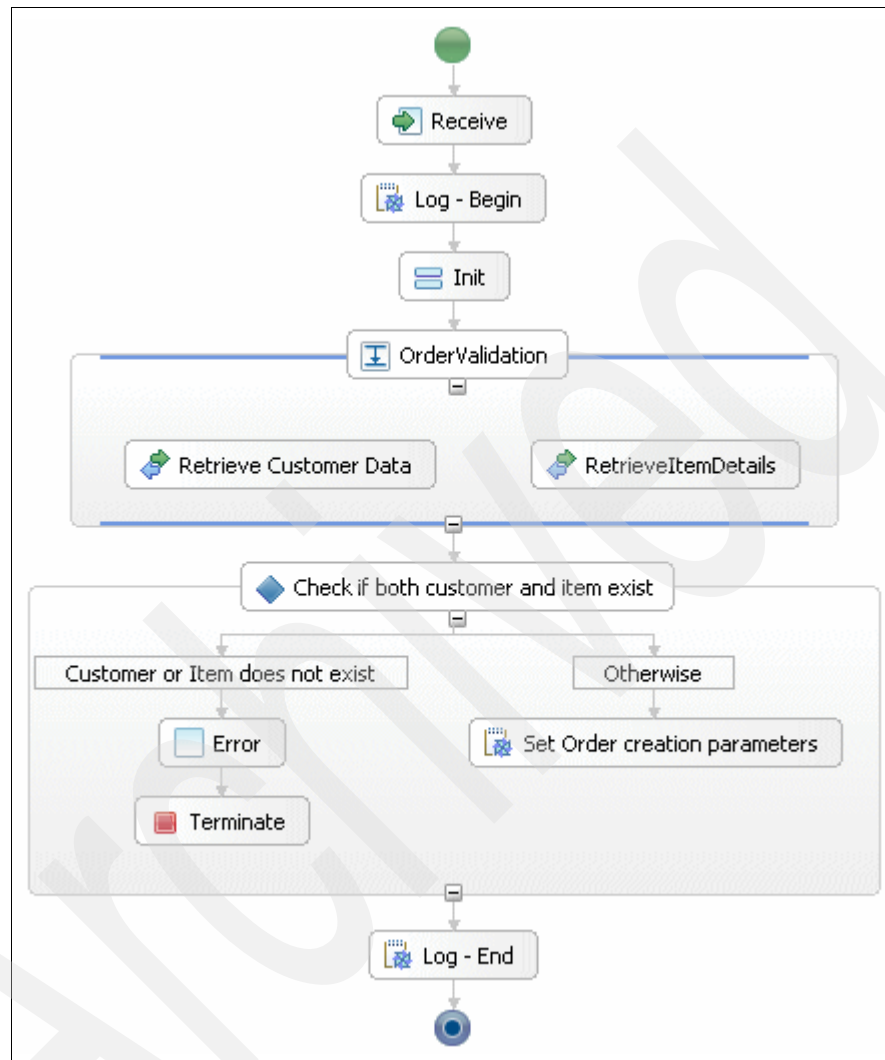 Receive
Log - Begin
Init
OrderValidation
Retrieve Customer Data
RetrieveItemDetails
Check if both customer and item exist
Customer or Item does not exist
Otherwise
Error
Set Order creation parameters
Terminate
Log - End
Archived